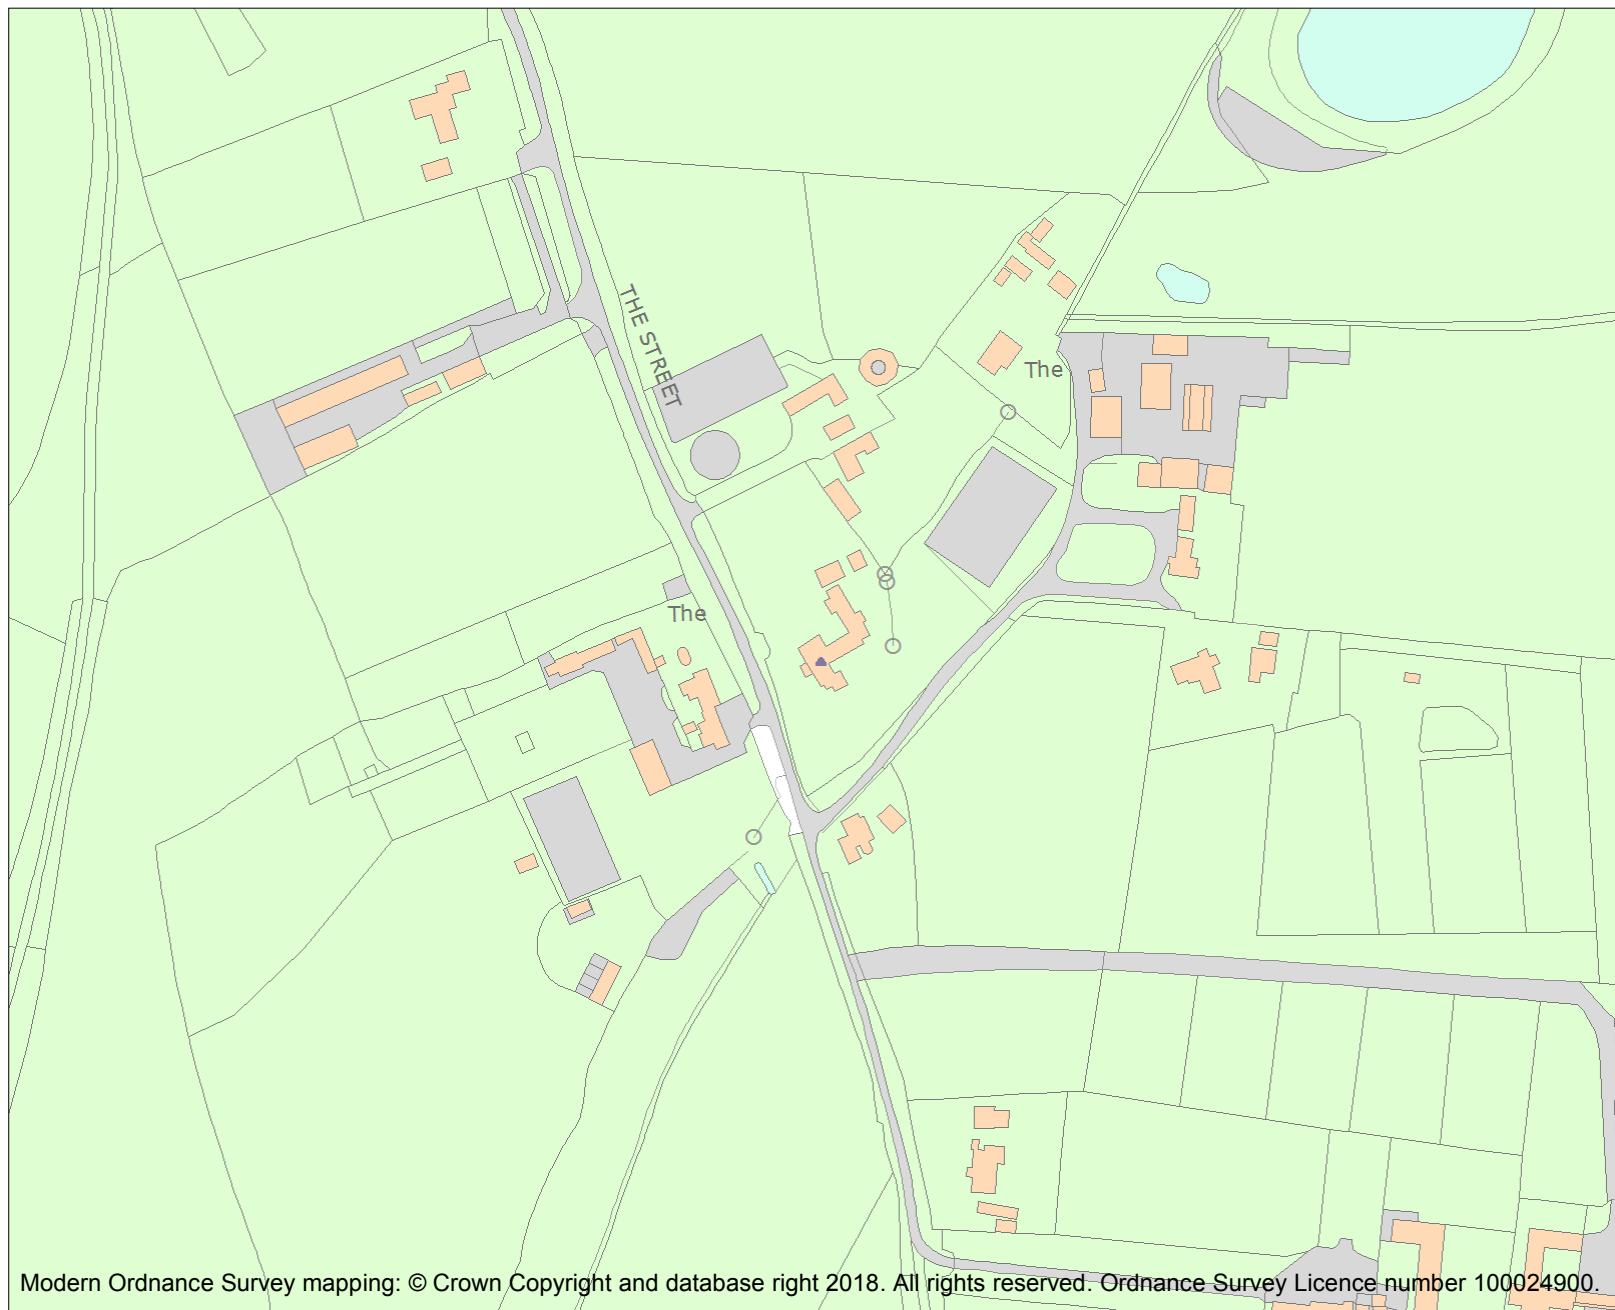 THE STREET
The
The
Modern Ordnance Survey mapping: © Crown Copyright and database right 2018. All rights reserved. Ordnance Survey Licence number 100024900.